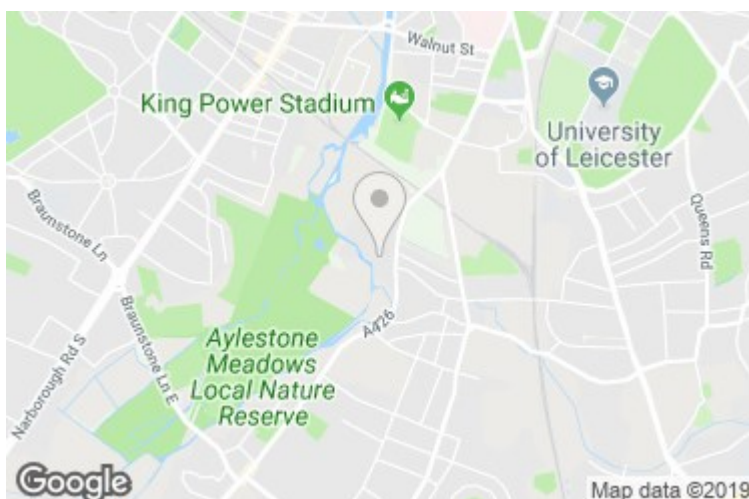 Walnut St
King Power Stadium
University
of Leicester
Braunstone Ln
Queens Rd
A426
Braunstone Ln E
Narborough Rd S
Aylestone
Meadows
Local Nature
Reserve
Google
Map data ©2019